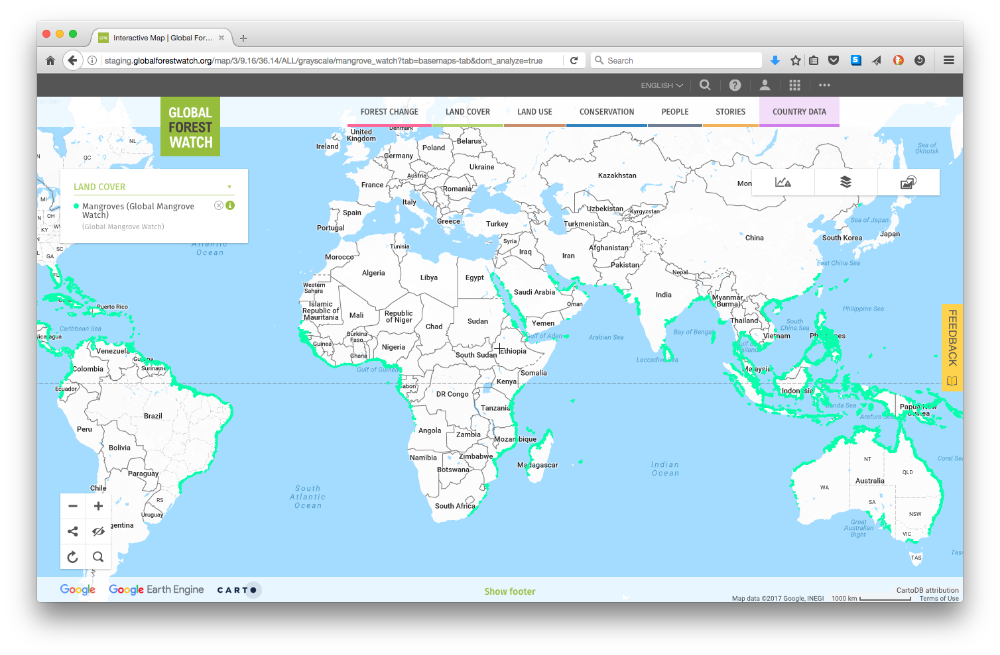 GFW
Interactive Map | Global For...
staging.globalforestwatch.org/map/3/9.16/36.14/ALL/grayscale/mangrove_watch?tab=basemaps-tab&dont_analyze=true
Search
ENGLISH
GLOBAL
FOREST
WATCH
FOREST CHANGE
LAND COVER
LAND USE
CONSERVATION
PEOPLE
STORIES
COUNTRY DATA
LAND COVER
Mangroves (Global Mangrove
Watch)
(Global Mangrove Watch)
NL
QC
MI
OH
KY
SC
GA
FL
Atlantic
Ocean
Denmark
United
Kingdom
Ireland
Poland
Belarus
Germany
Ukraine
Austria
France
Romania
Italy
Spain
Greece
Portugal
Turkey
Kazakhstan
Mon
Sea of
Okhotsk
Uzbekistan
Kyrgyzstan
Turkmenistan
Sea of Japan
South Korea
Japan
China
Syria
Iraq
Iran
Afghanistan
Pakistan
Nepal
East China Sea
Tunisia
Morocco
Algeria
Libya
Egypt
Saudi Arabia
Oman
India
Myanmar
(Burma)
Western
Sahara
Islamic
Republic of
Mauritania
Mali
Republic
of Niger
Chad
Sudan
Yemen
Gulf of Aden
Arabian Sea
Bay of Bengal
Thailand
South
China Sea
Philippine Sea
Vietnam
Gulf of
Thailand
Philippines
Laccadive Sea
Malaysia
Indonesia
Banda Sea
Arafura Sea
Papua New
Guinea
Puerto Rico
Caribbean Sea
Nicaragua
Venezuela
Guyana
Suriname
Colombia
Ecuador
Brazil
Peru
Bolivia
Paraguay
Chile
RS
Uruguay
gentina
Burkina
Faso
Guinea
Ghana
Nigeria
Gulf of Guinea
South Sudan
Ethiopia
Somalia
Kenya
Gabon
DR Congo
Tanzania
Angola
Zambia
Mozambique
Namibia
Zimbabwe
Botswana
Madagascar
South Africa
South
Atlantic
Ocean
Indian
Ocean
NT
QLD
Australia
WA
SA
NSW
VIC
TAS
Great
Australian
Bight
Coral Sea
Tas
FEEDBACK
Google
Google Earth Engine
CARTO
Show footer
CartoDB attribution
Map data ©2017 Google, INEGI
1000 km
Terms of Use